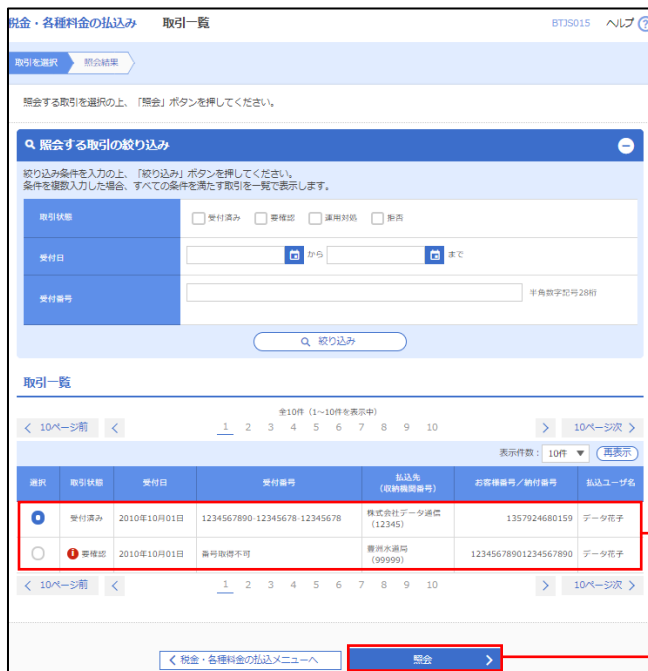 税金・各種料金の払込み 取引一覧 BTJS015 ヘルプ ?
取引を選択 照会結果
照会する取引を選択の上、「照会」ボタンを押してください。
照会する取引の絞り込み
絞り込み条件を入力の上、「絞り込み」ボタンを押してください。
条件を複数入力した場合、すべての条件を満たす取引を一覧で表示します。
取引状態 受付済み 要確認 運用対処 拒否
受付日 から まで
受付番号 半角数字記号28桁
絞り込み
取引一覧
全10件(1~10件を表示中)
< 10ページ前 < 1 2 3 4 5 6 7 8 9 10 > 10ページ次 >
表示件数: 10件 ▼ 再表示
選択 取引状態 受付日 受付番号 払込先(収納機関番号) お客様番号/納付番号 払込ユーザ名
受付済み 2010年10月01日 1234567890-12345678-12345678 株式会社データ通信(12345) 1357924680159 データ花子
要確認 2010年10月01日 番号取得不可 豊洲水道局(99999) 12345678901234567890 データ花子
< 10ページ前 < 1 2 3 4 5 6 7 8 9 10 > 10ページ次 >
< 税金・各種料金の払込メニューへ 照会 >